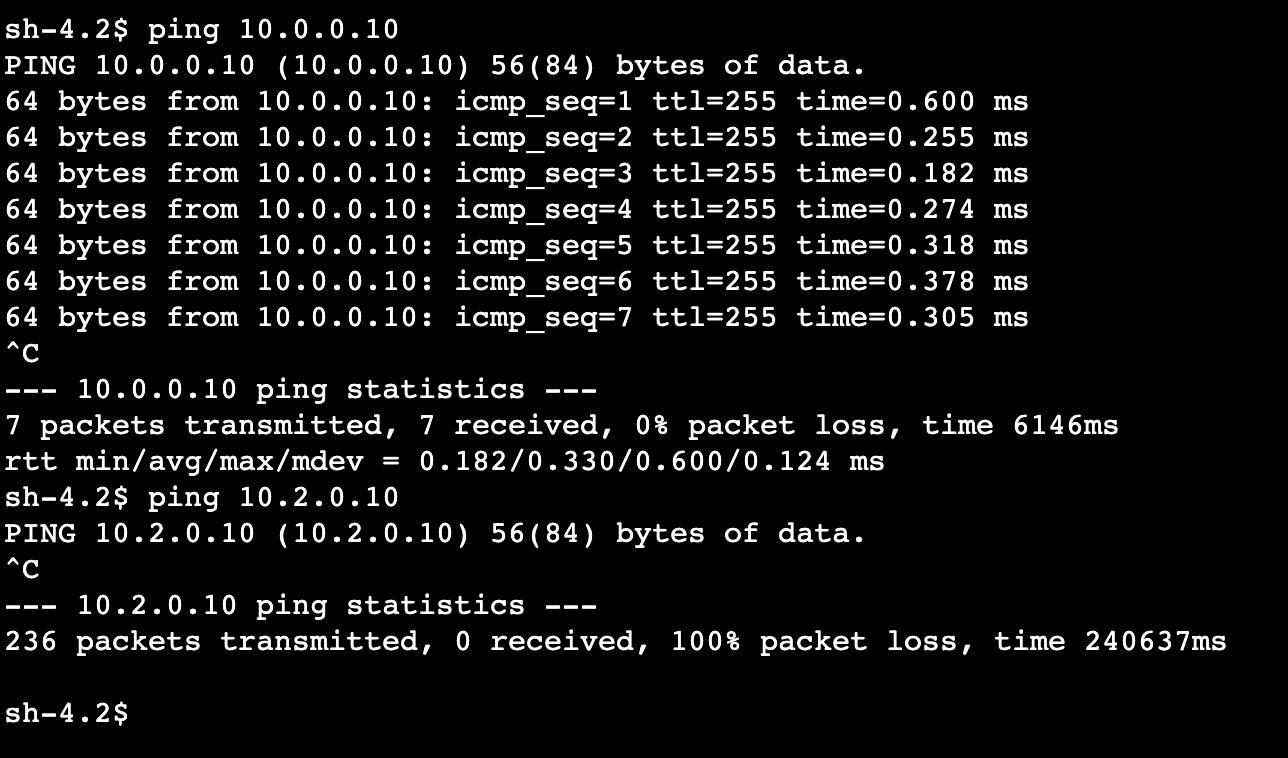 sh-4.2$ ping 10.0.0.10
PING 10.0.0.10 (10.0.0.10) 56(84) bytes of data.
64 bytes from 10.0.0.10: icmp_seq=1 ttl=255 time=0.600 ms
64 bytes from 10.0.0.10: icmp_seq=2 ttl=255 time=0.255 ms
64 bytes from 10.0.0.10: icmp_seq=3 ttl=255 time=0.182 ms
64 bytes from 10.0.0.10: icmp_seq=4 ttl=255 time=0.274 ms
64 bytes from 10.0.0.10: icmp_seq=5 ttl=255 time=0.318 ms
64 bytes from 10.0.0.10: icmp_seq=6 ttl=255 time=0.378 ms
64 bytes from 10.0.0.10: icmp_seq=7 ttl=255 time=0.305 ms
^C
--- 10.0.0.10 ping statistics ---
7 packets transmitted, 7 received, 0% packet loss, time 6146ms
rtt min/avg/max/mdev = 0.182/0.330/0.600/0.124 ms
sh-4.2$ ping 10.2.0.10
PING 10.2.0.10 (10.2.0.10) 56(84) bytes of data.
^C
--- 10.2.0.10 ping statistics ---
236 packets transmitted, 0 received, 100% packet loss, time 240637ms
sh-4.2$